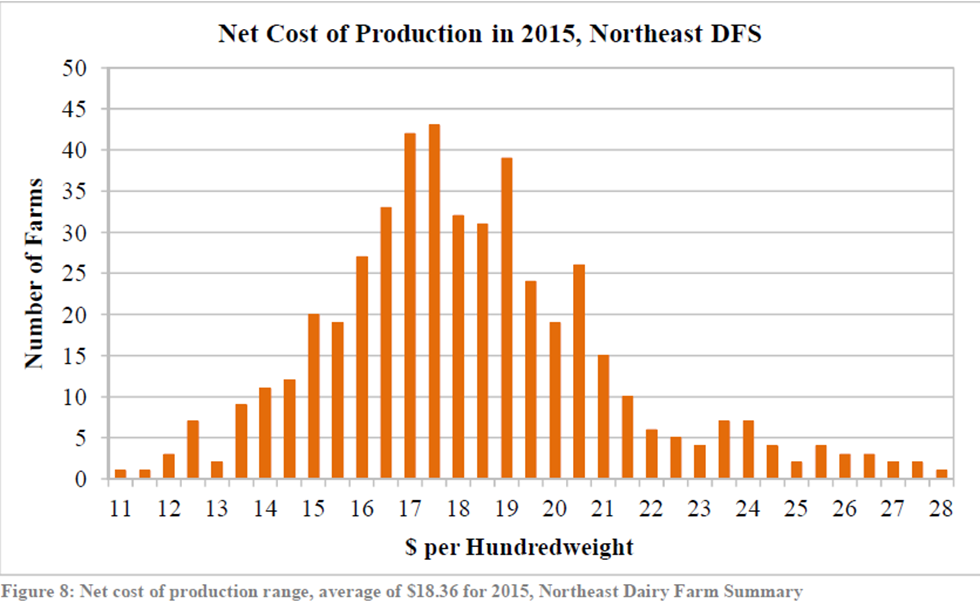 Net Cost of Production in 2015, Northeast DFS
50
45
40
35
30
25
20
15
10
5
0
Number of Farms
11 12 13 14 15 16 17 18 19 20 21 22 23 24 25 26 27 28
$ per Hundredweight
Figure 8: Net cost of production range, average of $18.36 for 2015, Northeast Dairy Farm Summary